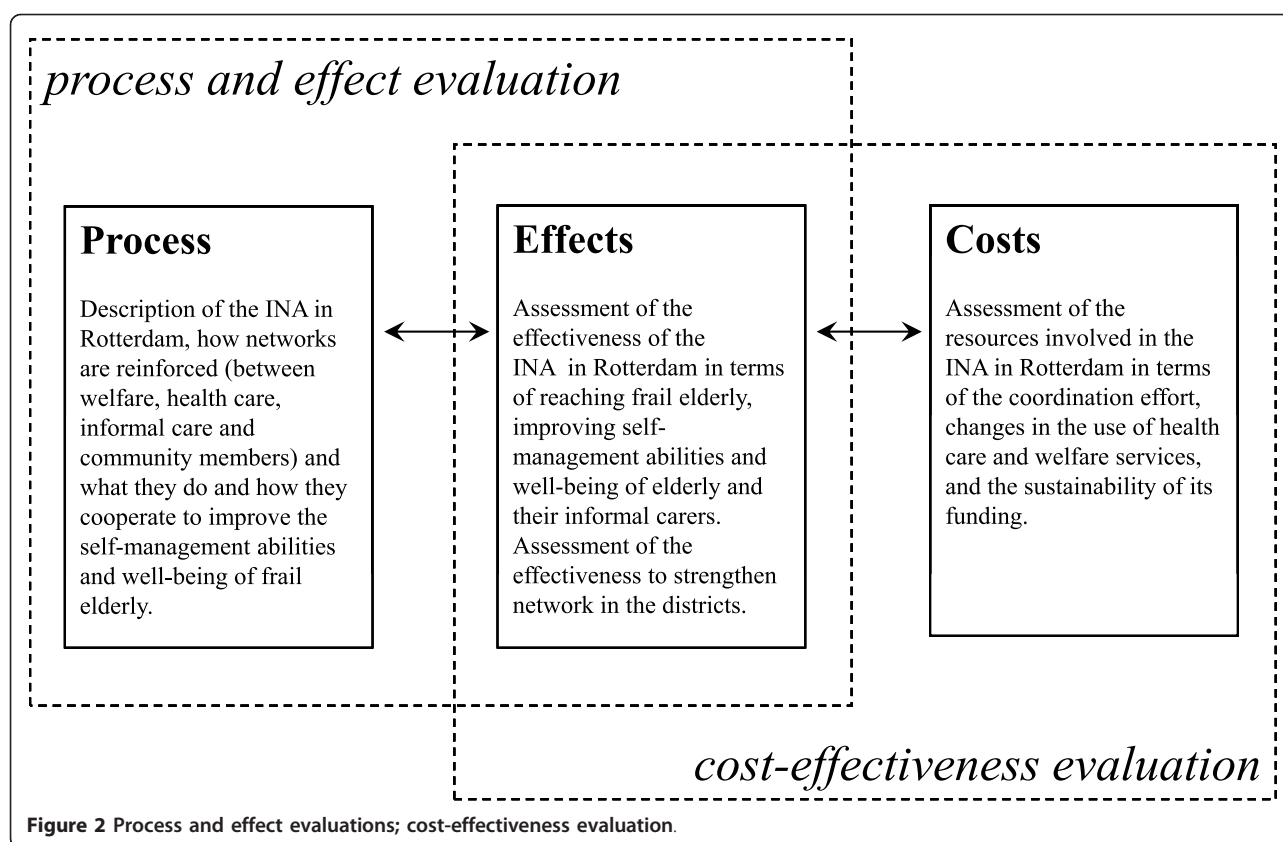 process and effect evaluation
Process
Description of the INA in
Rotterdam, how networks
are reinforced (between
welfare, health care,
informal care and
community members) and
what they do and how they
cooperate to improve the
self-management abilities
and well-being of frail
elderly.
Effects
Assessment of the
effectiveness of the
INA in Rotterdam in terms
of reaching frail elderly,
improving self-
management abilities and
well-being of elderly and
their informal carers.
Assessment of the
effectiveness to strengthen
network in the districts.
Costs
Assessment of the
resources involved in the
INA in Rotterdam in terms
of the coordination effort,
changes in the use of health
care and welfare services,
and the sustainability of its
funding.
cost-effectiveness evaluation
Figure 2 Process and effect evaluations; cost-effectiveness evaluation.